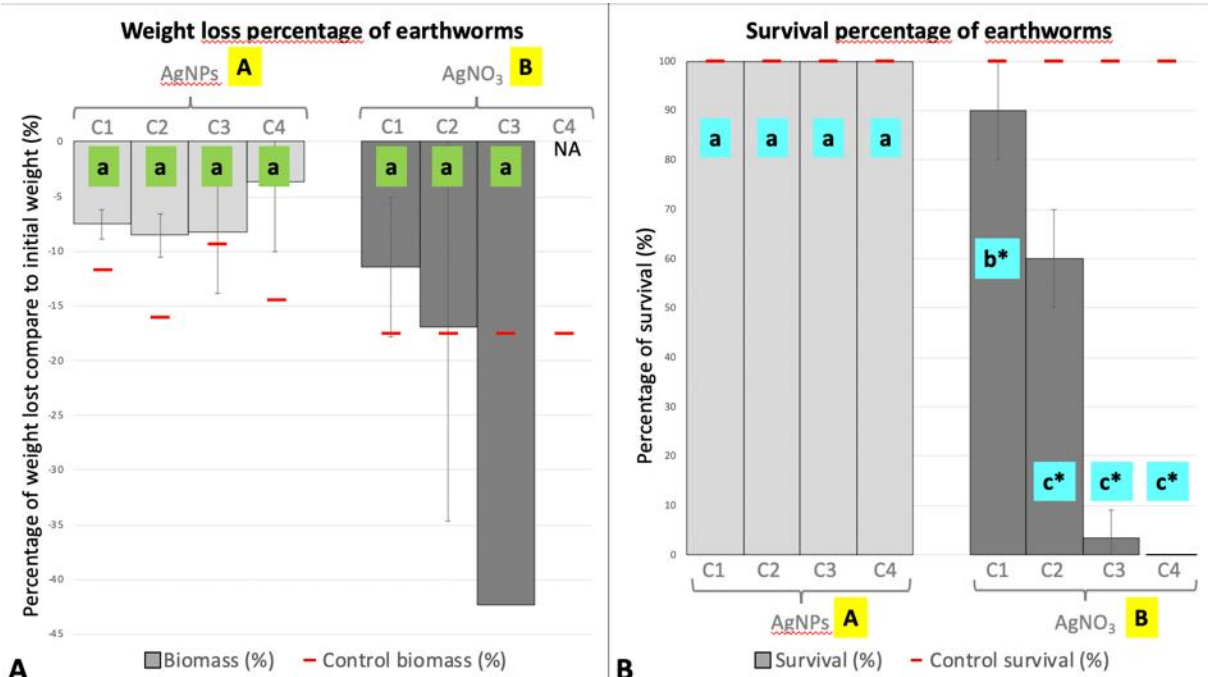 Weight loss percentage of earthworms
AgNPs A
AgNO₃ B
C1 C2 C3 C4 C1 C2 C3 C4
NA
a a a a a a a
Percentage of weight lost compare to initial weight (%)
0
-5
-10
-15
-20
-25
-30
-35
-40
-45
Biomass (%) Control biomass (%)
A
Survival percentage of earthworms
Percentage of survival (%)
100
90
80
70
60
50
40
30
20
10
0
a a a a
b*
c* c* c*
C1 C2 C3 C4 C1 C2 C3 C4
AgNPs A
AgNO₃ B
Survival (%) Control survival (%)
B